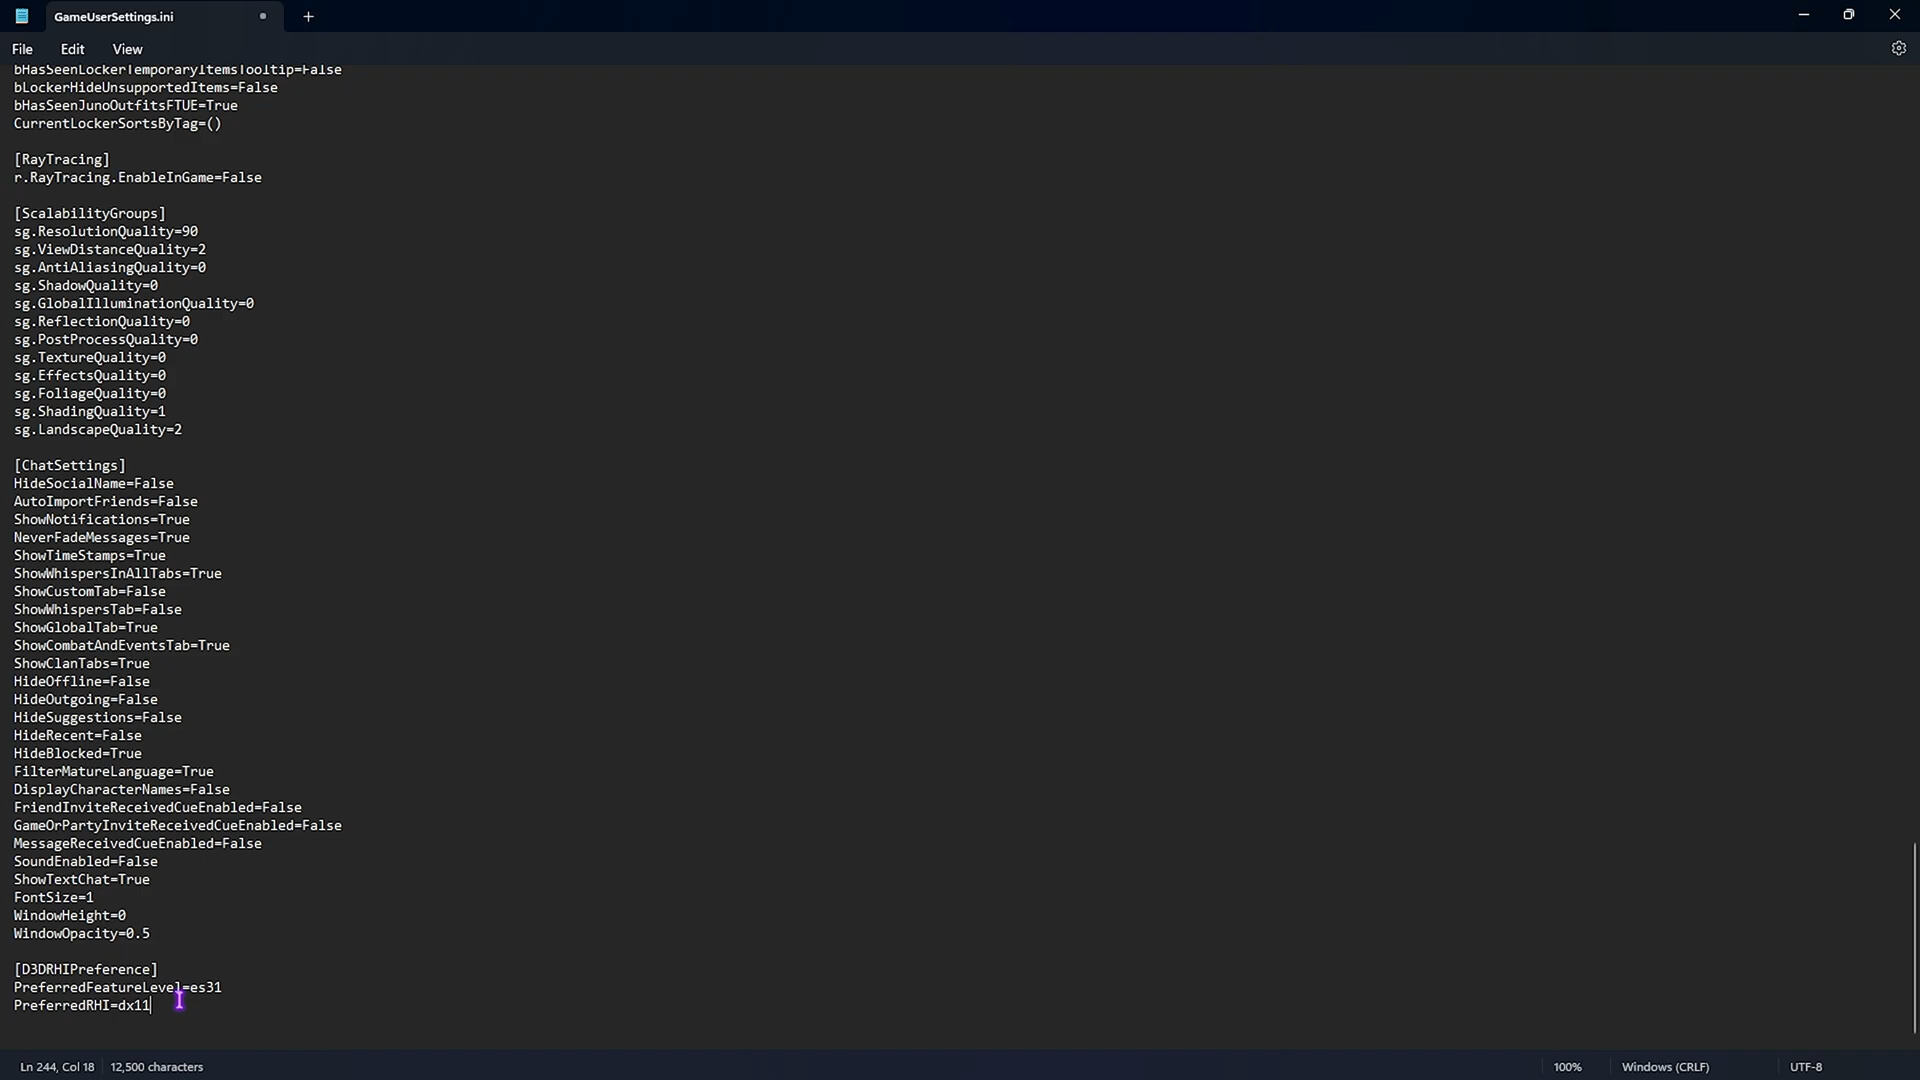 GameUserSettings.ini
File Edit View
bHasSeenLockerTemporaryItemsTooltip=False
bLockerHideUnsupportedItems=False
bHasSeenJunoOutfitsFTUE=True
CurrentLockerSortsByTag=()
[RayTracing]
r.RayTracing.EnableInGame=False
[ScalabilityGroups]
sg.ResolutionQuality=90
sg.ViewDistanceQuality=2
sg.AntiAliasingQuality=0
sg.ShadowQuality=0
sg.GlobalIlluminationQuality=0
sg.ReflectionQuality=0
sg.PostProcessQuality=0
sg.TextureQuality=0
sg.EffectsQuality=0
sg.FoliageQuality=0
sg.ShadingQuality=1
sg.LandscapeQuality=2
[ChatSettings]
HideSocialName=False
AutoImportFriends=False
ShowNotifications=True
NeverFadeMessages=True
ShowTimeStamps=True
ShowWhispersInAllTabs=True
ShowCustomTab=False
ShowWhispersTab=False
ShowGlobalTab=True
ShowCombatAndEventsTab=True
ShowClanTabs=True
HideOffline=False
HideOutgoing=False
HideSuggestions=False
HideRecent=False
HideBlocked=True
FilterMatureLanguage=True
DisplayCharacterNames=False
FriendInviteReceivedCueEnabled=False
GameOrPartyInviteReceivedCueEnabled=False
MessageReceivedCueEnabled=False
SoundEnabled=False
ShowTextChat=True
FontSize=1
WindowHeight=0
WindowOpacity=0.5
[D3DRHIPreference]
PreferredFeatureLevel=es31
PreferredRHI=dx11
Ln 244, Col 18 12,500 characters 100% Windows (CRLF) UTF-8